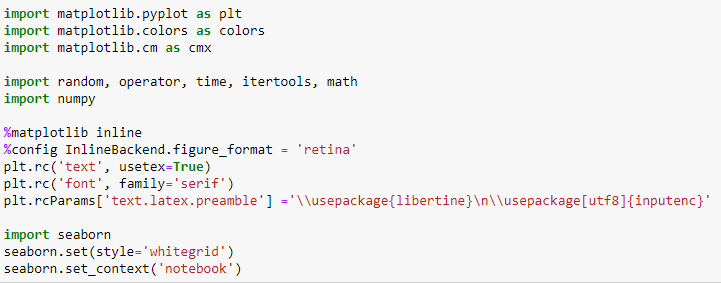 import matplotlib.pyplot as plt
import matplotlib.colors as colors
import matplotlib.cm as cmx
import random, operator, time, itertools, math
import numpy
%matplotlib inline
%config InlineBackend.figure_format = 'retina'
plt.rc('text', usetex=True)
plt.rc('font', family='serif')
plt.rcParams['text.latex.preamble'] ='\\usepackage{libertine}\n\\usepackage[utf8]{inputenc}'
import seaborn
seaborn.set(style='whitegrid')
seaborn.set_context('notebook')